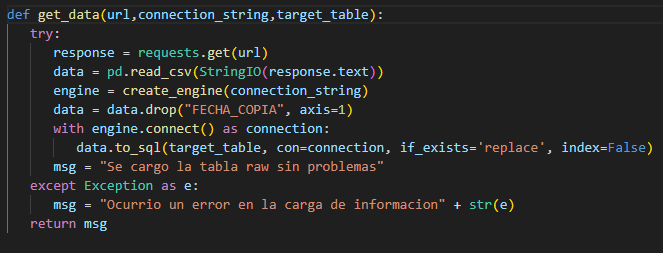 def get_data(url,connection_string,target_table):
    try:
        response = requests.get(url)
        data = pd.read_csv(StringIO(response.text))
        engine = create_engine(connection_string)
        data = data.drop("FECHA_COPIA", axis=1)
        with engine.connect() as connection:
            data.to_sql(target_table, con=connection, if_exists='replace', index=False)
        msg = "Se cargo la tabla raw sin problemas"
    except Exception as e:
        msg = "Ocurrio un error en la carga de informacion" + str(e)
    return msg